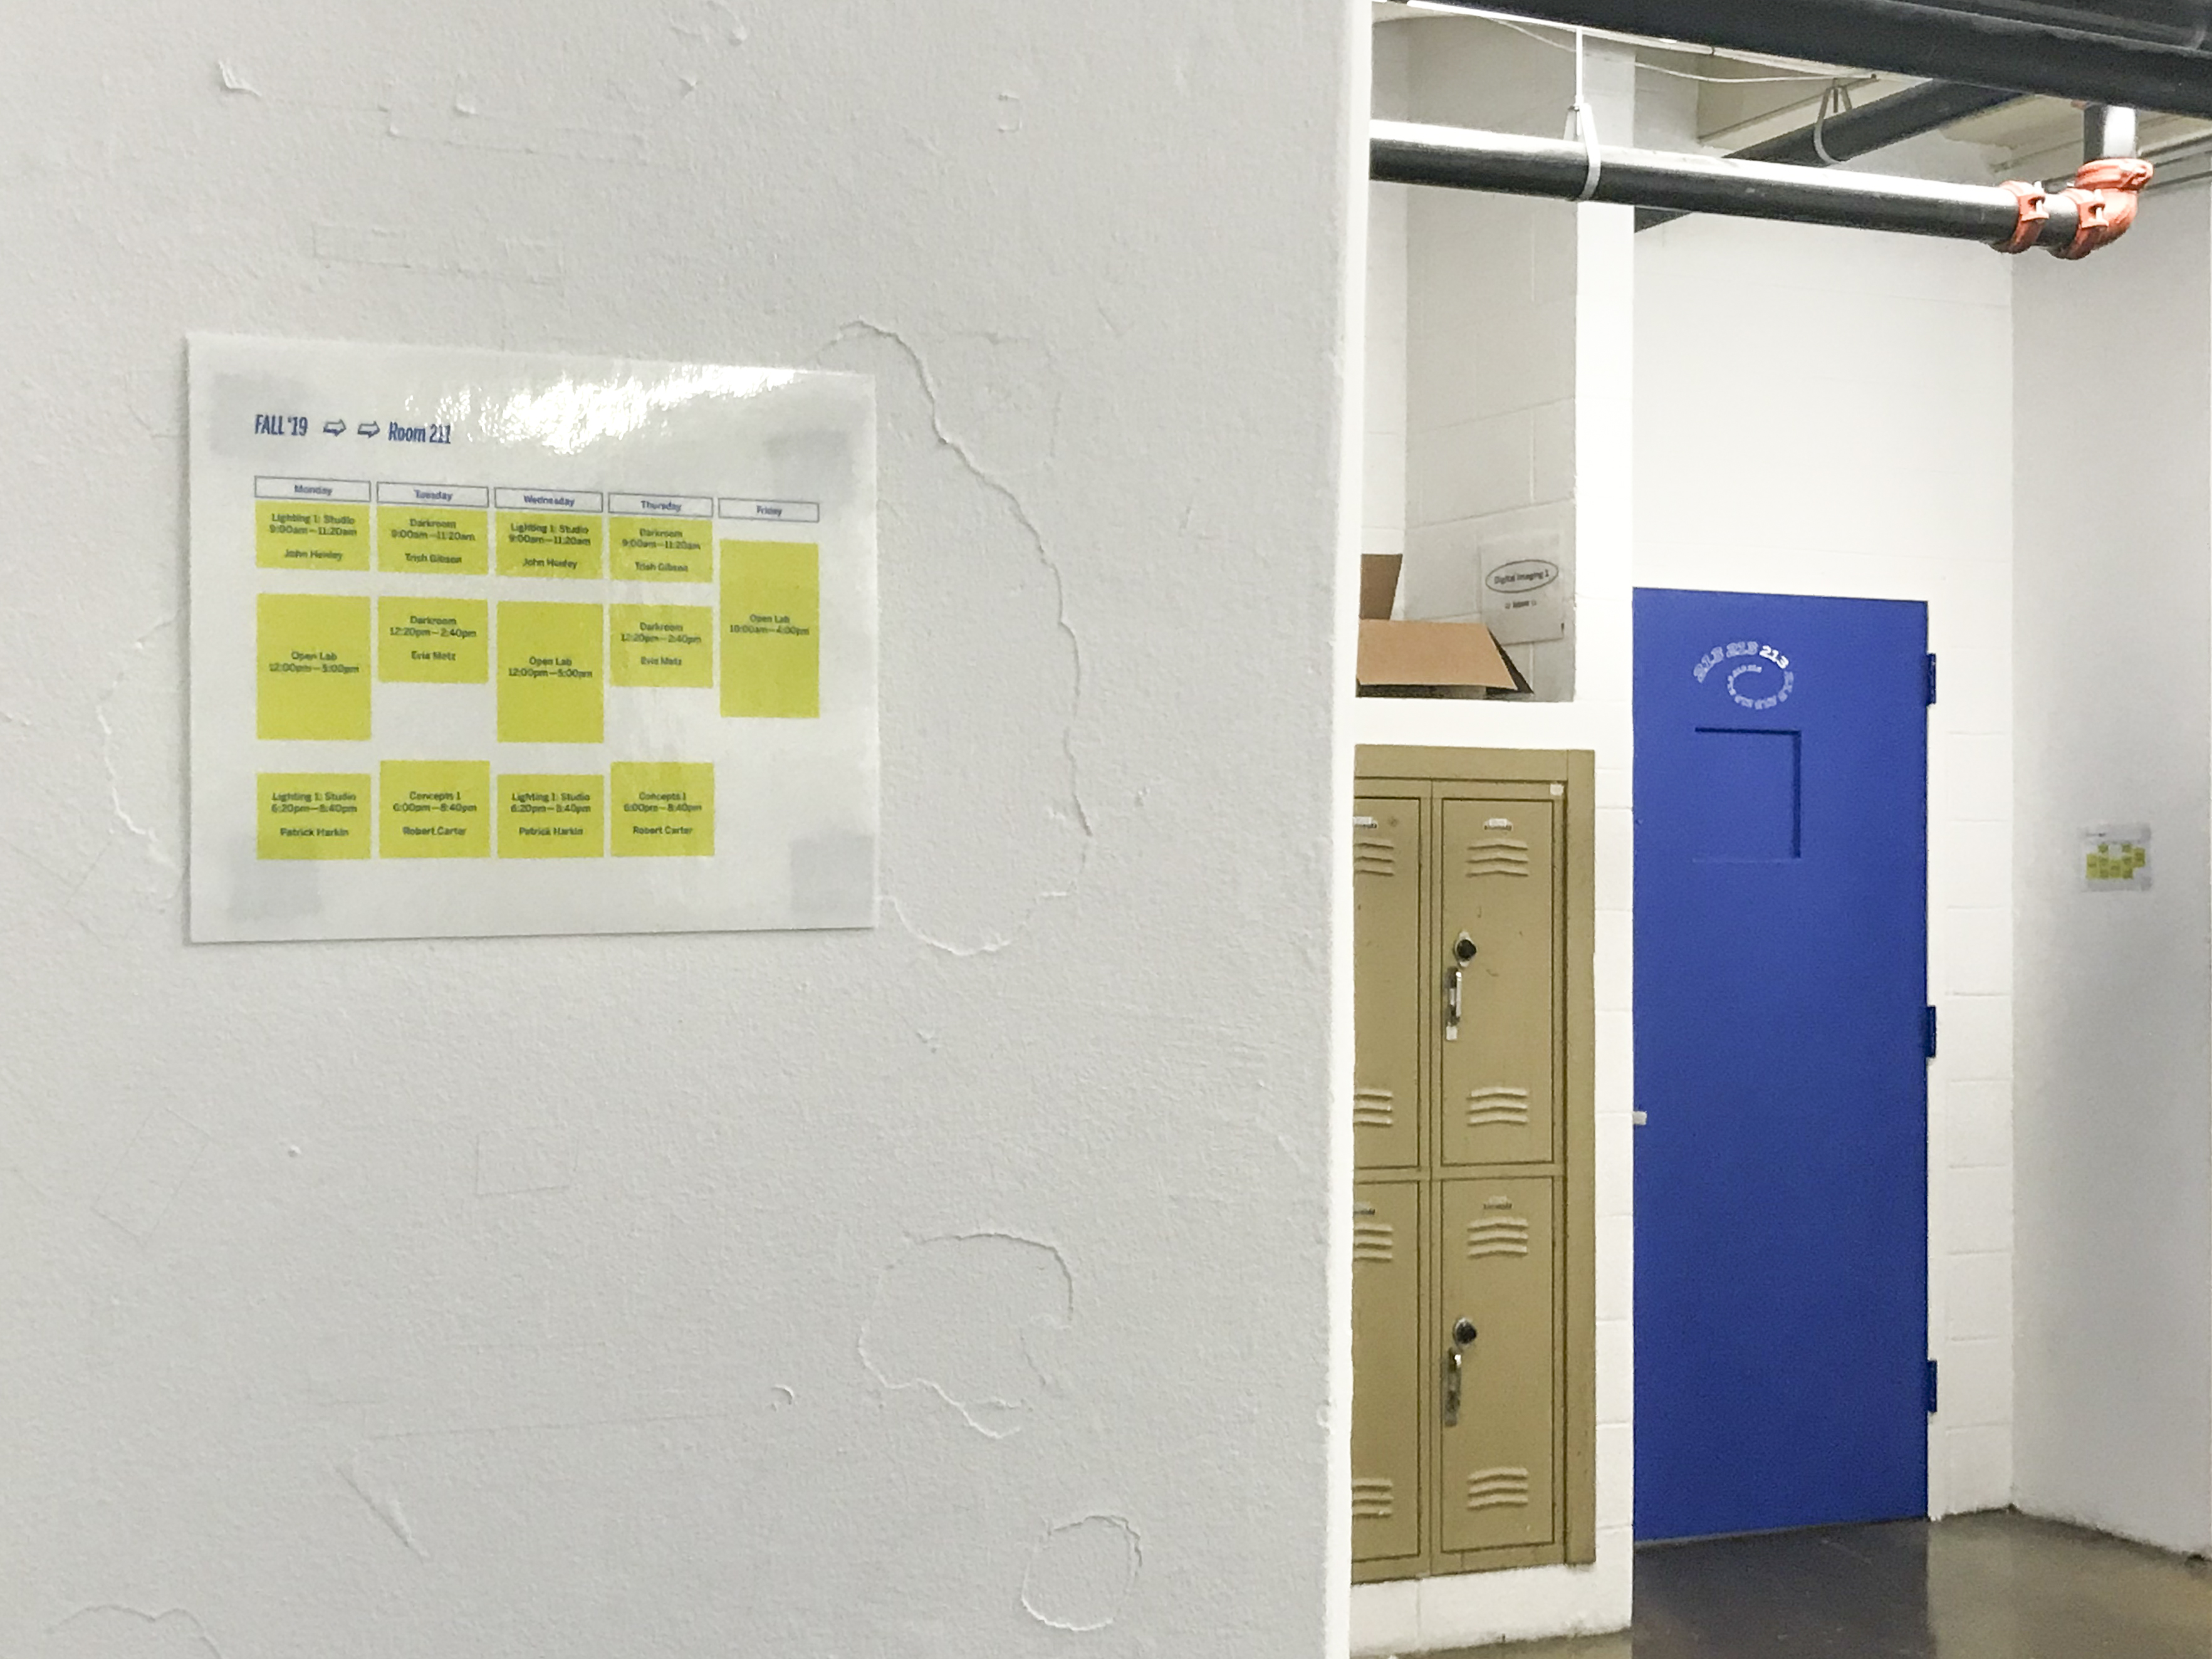 FALL '19 ⇨ ⇨ Room 211
Monday
Lighting 1: Studio
9:00am—11:20am
John Henley
Open Lab
12:00pm—5:00pm
Lighting 1: Studio
6:20pm—8:40pm
Patrick Harkin
Tuesday
Darkroom
9:00am—11:20am
Trish Gibson
Darkroom
12:20pm—2:40pm
Evie Metz
Concepts 1
6:00pm—8:40pm
Robert Carter
Wednesday
Lighting 1: Studio
9:00am—11:20am
John Henley
Open Lab
12:00pm—5:00pm
Lighting 1: Studio
6:20pm—8:40pm
Patrick Harkin
Thursday
Darkroom
9:00am—11:20am
Trish Gibson
Darkroom
12:20pm—2:40pm
Evie Metz
Concepts 1
6:00pm—8:40pm
Robert Carter
Friday
Open Lab
10:00am—4:00pm
Digital Imaging 1
213 213 213